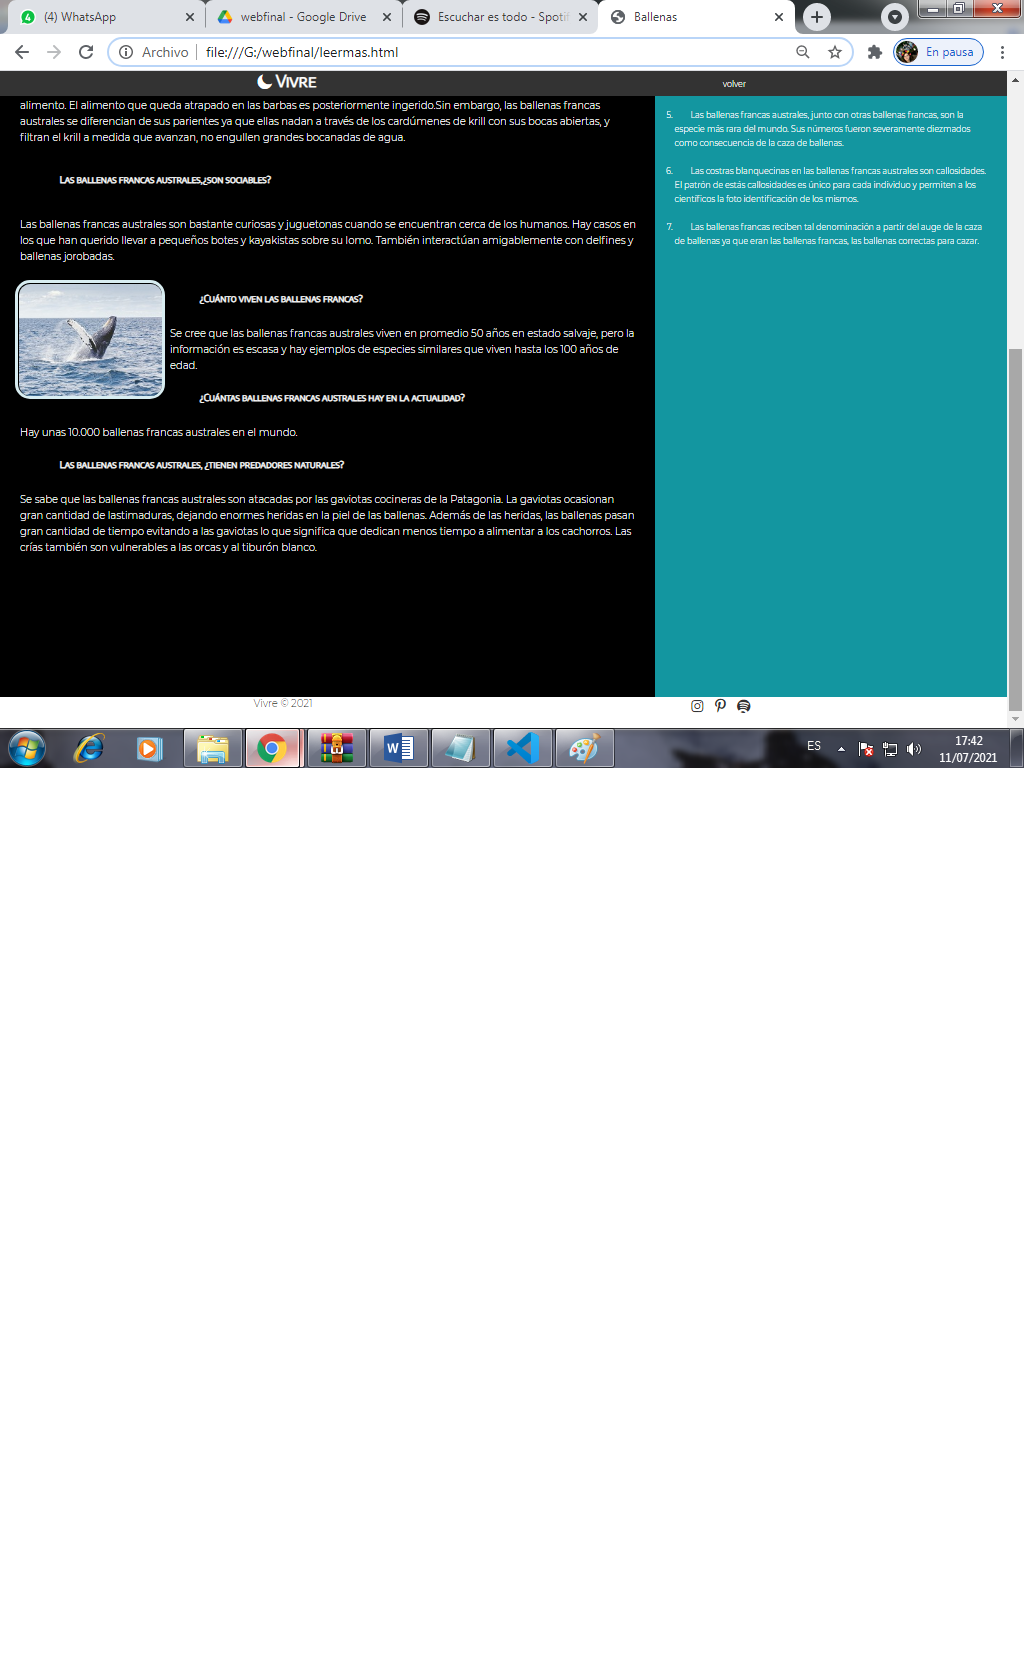 (4) WhatsApp
webfinal - Google Drive
Escuchar es todo - Spotif
Ballenas
Archivo
file:///G:/webfinal/leermas.html
En pausa
VIVRE
volver
alimento. El alimento que queda atrapado en las barbas es posteriormente ingerido.Sin embargo, las ballenas francas
australes se diferencian de sus parientes ya que ellas nadan a través de los cardúmenes de krill con sus bocas abiertas, y
filtran el krill a medida que avanzan, no engullen grandes bocanadas de agua.
LAS BALLENAS FRANCAS AUSTRALES,¿SON SOCIABLES?
Las ballenas francas australes son bastante curiosas y juguetonas cuando se encuentran cerca de los humanos. Hay casos en
los que han querido llevar a pequeños botes y kayakistas sobre su lomo. También interactúan amigablemente con delfines y
ballenas jorobadas.
¿CUÁNTO VIVEN LAS BALLENAS FRANCAS?
Se cree que las ballenas francas australes viven en promedio 50 años en estado salvaje, pero la
información es escasa y hay ejemplos de especies similares que viven hasta los 100 años de
edad.
¿CUÁNTAS BALLENAS FRANCAS AUSTRALES HAY EN LA ACTUALIDAD?
Hay unas 10.000 ballenas francas australes en el mundo.
LAS BALLENAS FRANCAS AUSTRALES, ¿TIENEN PREDADORES NATURALES?
Se sabe que las ballenas francas australes son atacadas por las gaviotas cocineras de la Patagonia. La gaviotas ocasionan
gran cantidad de lastimaduras, dejando enormes heridas en la piel de las ballenas. Además de las heridas, las ballenas pasan
gran cantidad de tiempo evitando a las gaviotas lo que significa que dedican menos tiempo a alimentar a los cachorros. Las
crías también son vulnerables a las orcas y al tiburón blanco.
5. Las ballenas francas australes, junto con otras ballenas francas, son la
especie más rara del mundo. Sus números fueron severamente diezmados
como consecuencia de la caza de ballenas.
6. Las costras blanquecinas en las ballenas francas australes son callosidades.
El patrón de estás callosidades es único para cada individuo y permiten a los
científicos la foto identificación de los mismos.
7. Las ballenas francas reciben tal denominación a partir del auge de la caza
de ballenas ya que eran las ballenas francas, las ballenas correctas para cazar.
Vivre © 2021
ES
17:42
11/07/2021